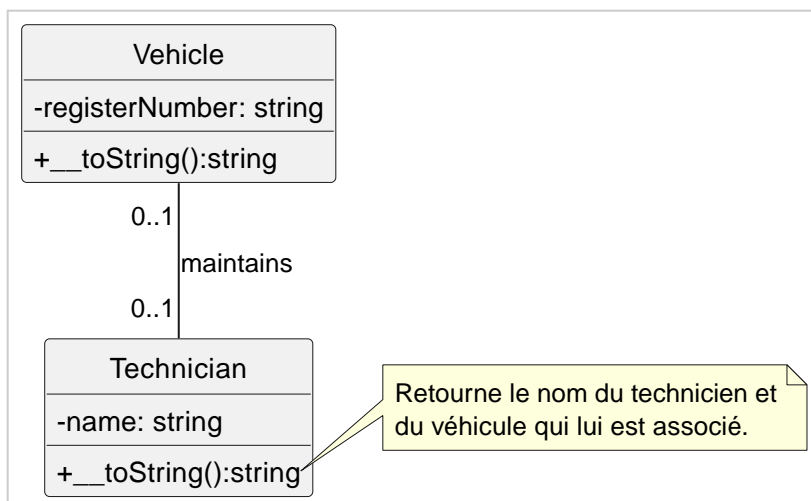 Vehicle
-registerNumber: string
+__toString():string
0..1
maintains
0..1
Technician
-name: string
+__toString():string
Retourne le nom du technicien et
du véhicule qui lui est associé.